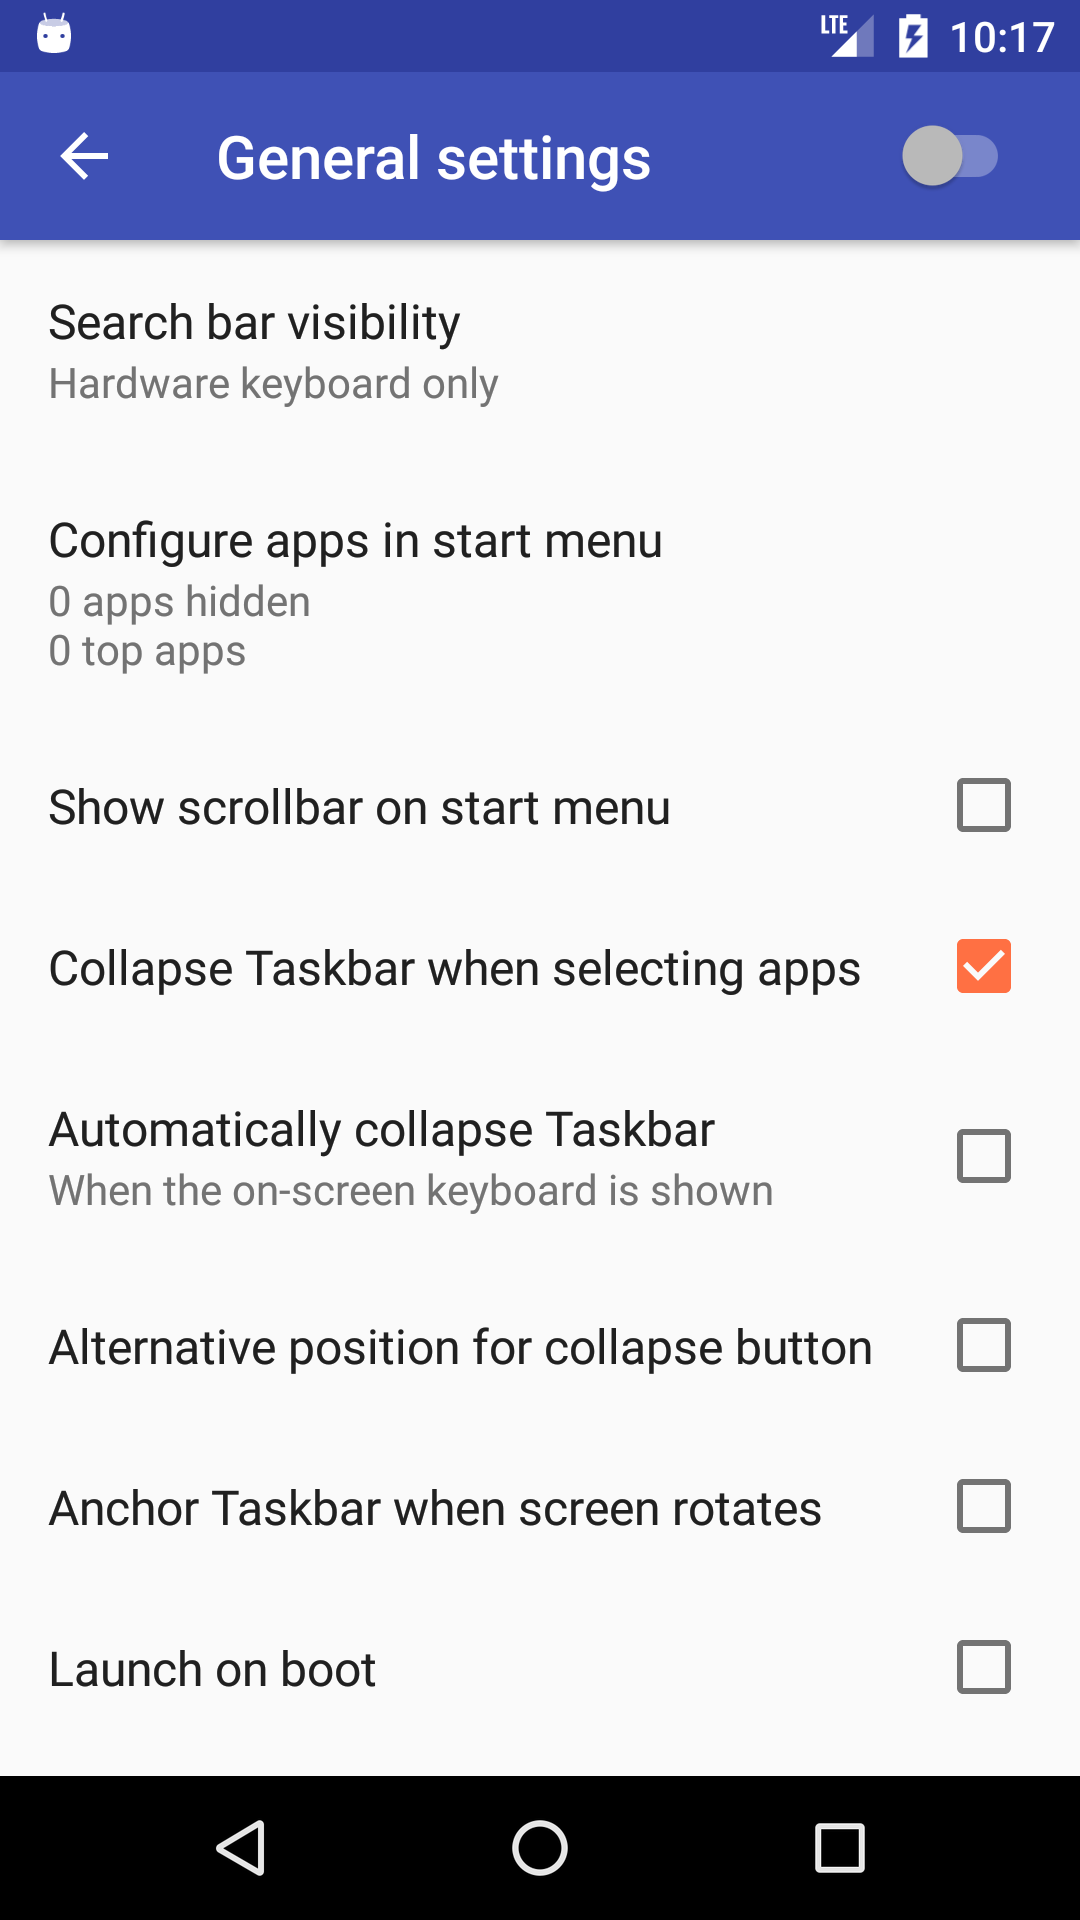 LTE 10:17
General settings
Search bar visibility
Hardware keyboard only
Configure apps in start menu
0 apps hidden
0 top apps
Show scrollbar on start menu
Collapse Taskbar when selecting apps
Automatically collapse Taskbar
When the on-screen keyboard is shown
Alternative position for collapse button
Anchor Taskbar when screen rotates
Launch on boot